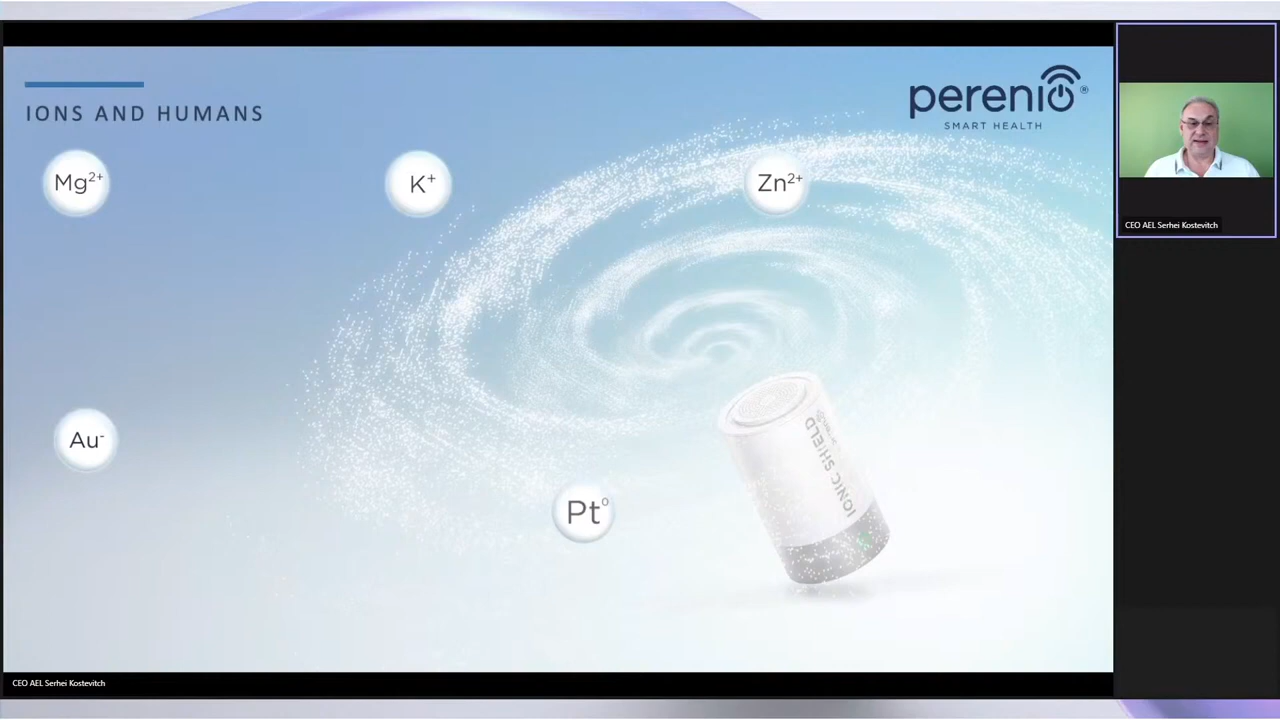 IONS AND HUMANS
perenio®
SMART HEALTH
Mg2+
K+
Zn2+
Au-
Pt0
IONIC SHIELD
CEO AEL Serhei Kostevitch
CEO AEL Serhei Kostevitch